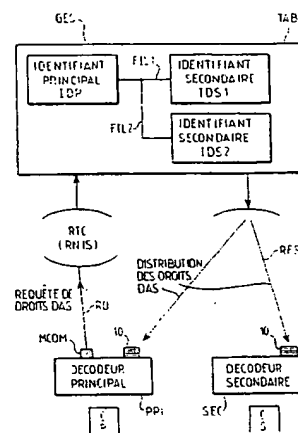 GES
TAB
IDENTIFIANT
PRINCIPAL
IDP
FIL1
IDENTIFIANT
SECONDAIRE
IDS1
FIL2
IDENTIFIANT
SECONDAIRE
IDS2
RTC
(RNIS)
DISTRIBUTION
DES DROITS
DAS
RES
REQUÊTE DE
DROITS DAS
RD
MCOM
10
10
DECODEUR
PRINCIPAL
DECODEUR
SECONDAIRE
PPI
SEC